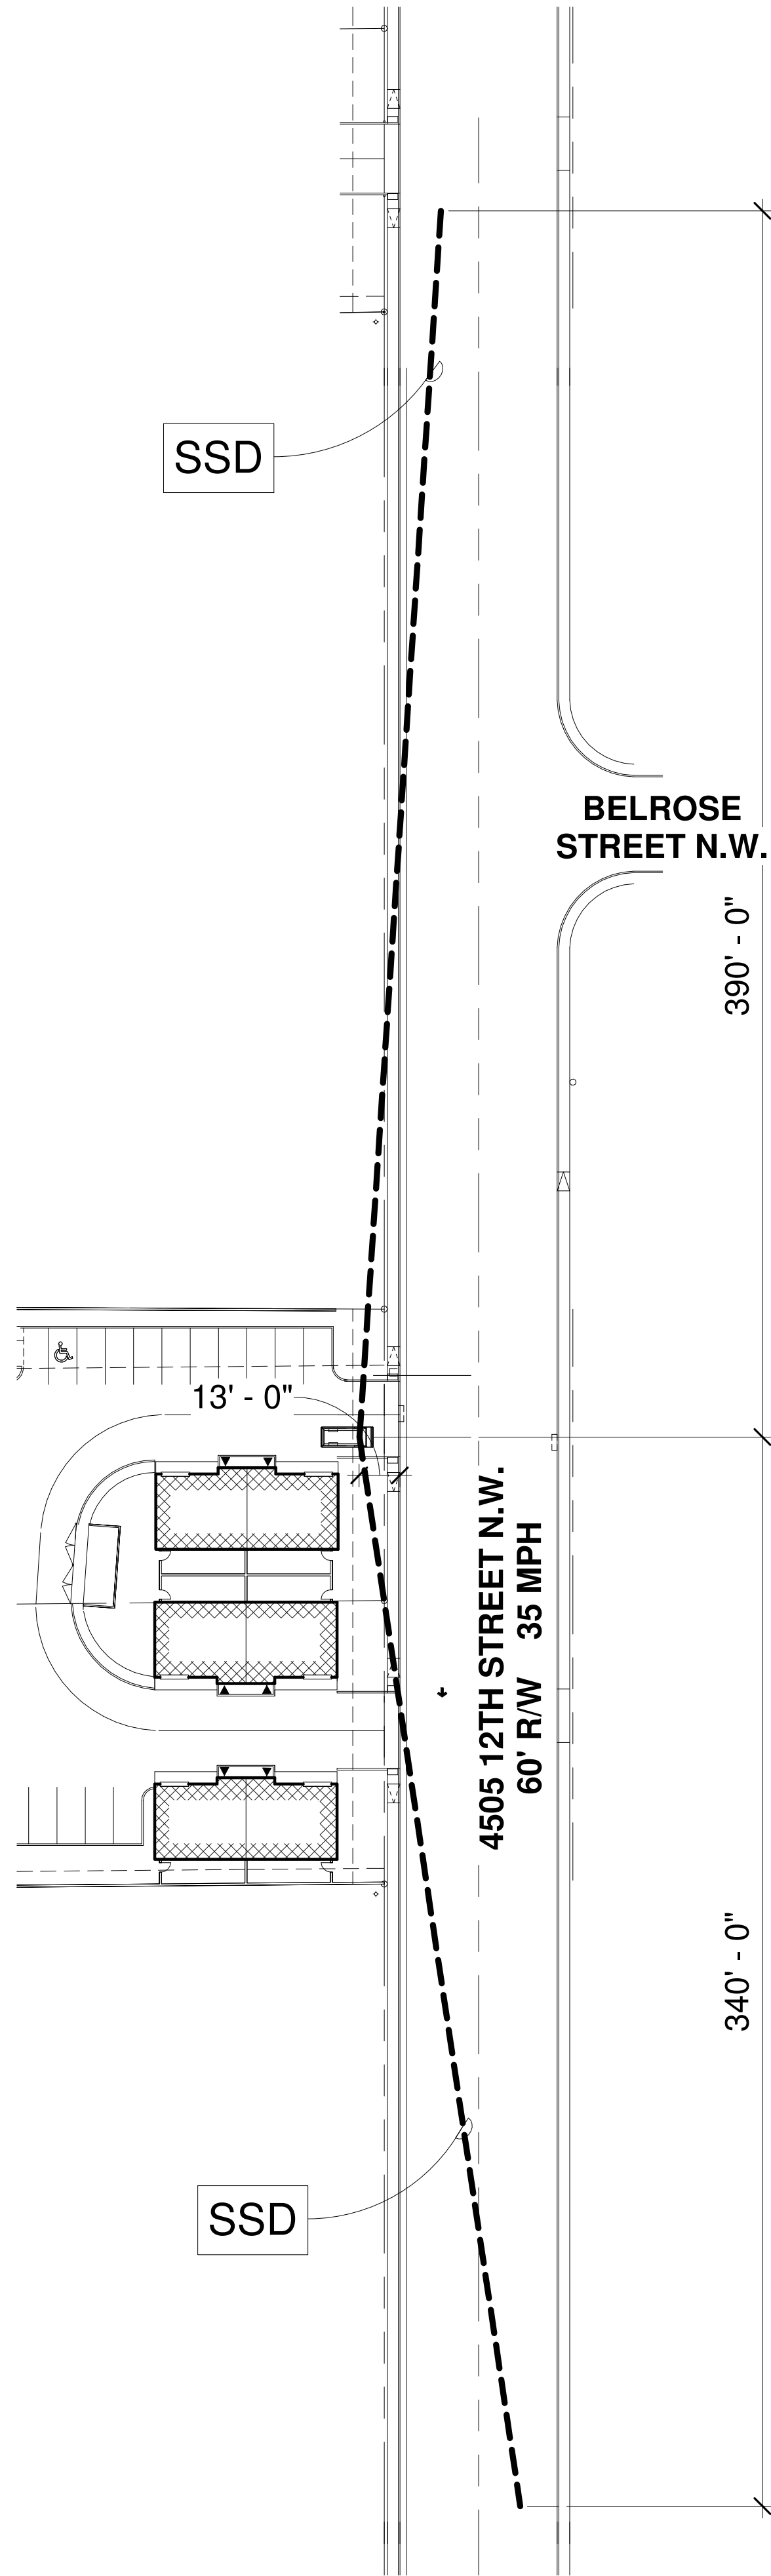 SSD
BELROSE
STREET N.W.
390' - 0"
13' - 0"
4505 12TH STREET N.W.
60' R/W    35 MPH
340' - 0"
SSD